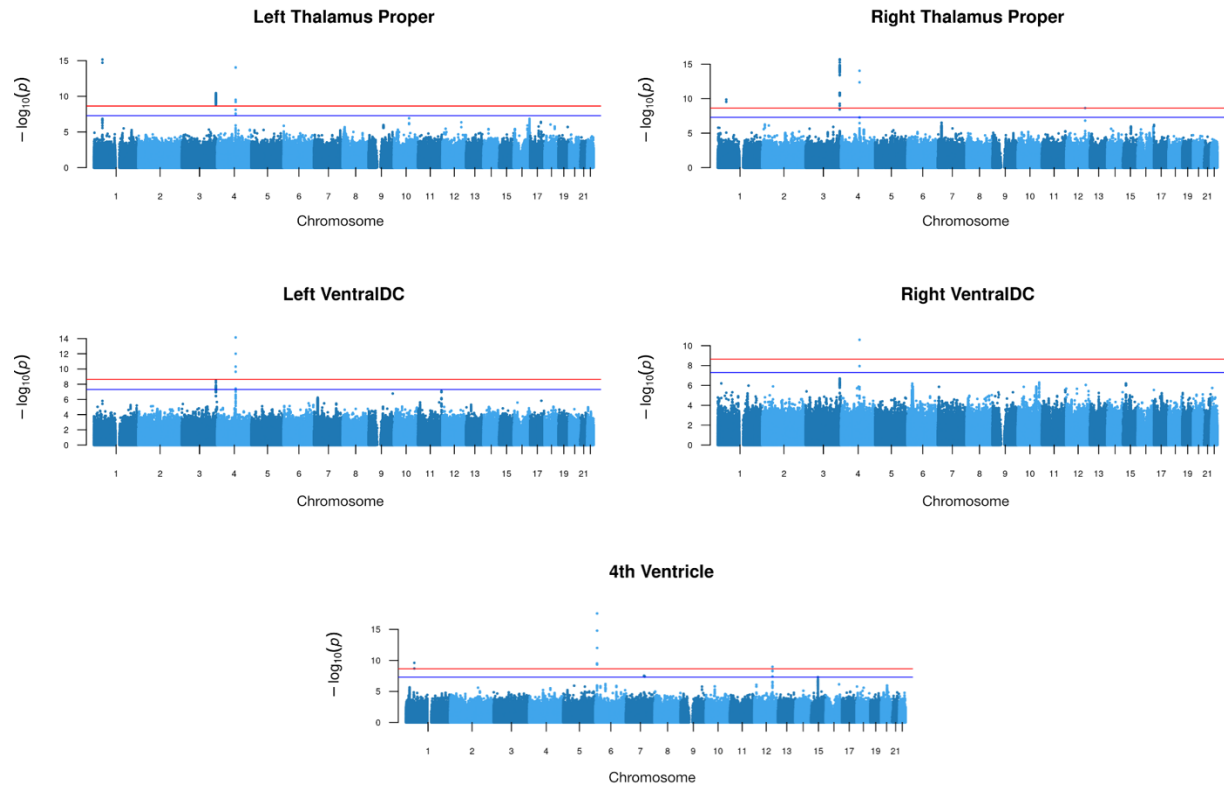 Left Thalamus Proper
− log10(p)
15
10
5
0
1 2 3 4 5 6 7 8 9 10 11 12 13 15 17 19 21
Chromosome
Right Thalamus Proper
− log10(p)
15
10
5
0
1 2 3 4 5 6 7 8 9 10 11 12 13 15 17 19 21
Chromosome
Left VentralDC
− log10(p)
14
12
10
8
6
4
2
0
1 2 3 4 5 6 7 8 9 10 11 12 13 15 17 19 21
Chromosome
Right VentralDC
− log10(p)
10
8
6
4
2
0
1 2 3 4 5 6 7 8 9 10 11 12 13 15 17 19 21
Chromosome
4th Ventricle
− log10(p)
15
10
5
0
1 2 3 4 5 6 7 8 9 10 11 12 13 15 17 19 21
Chromosome